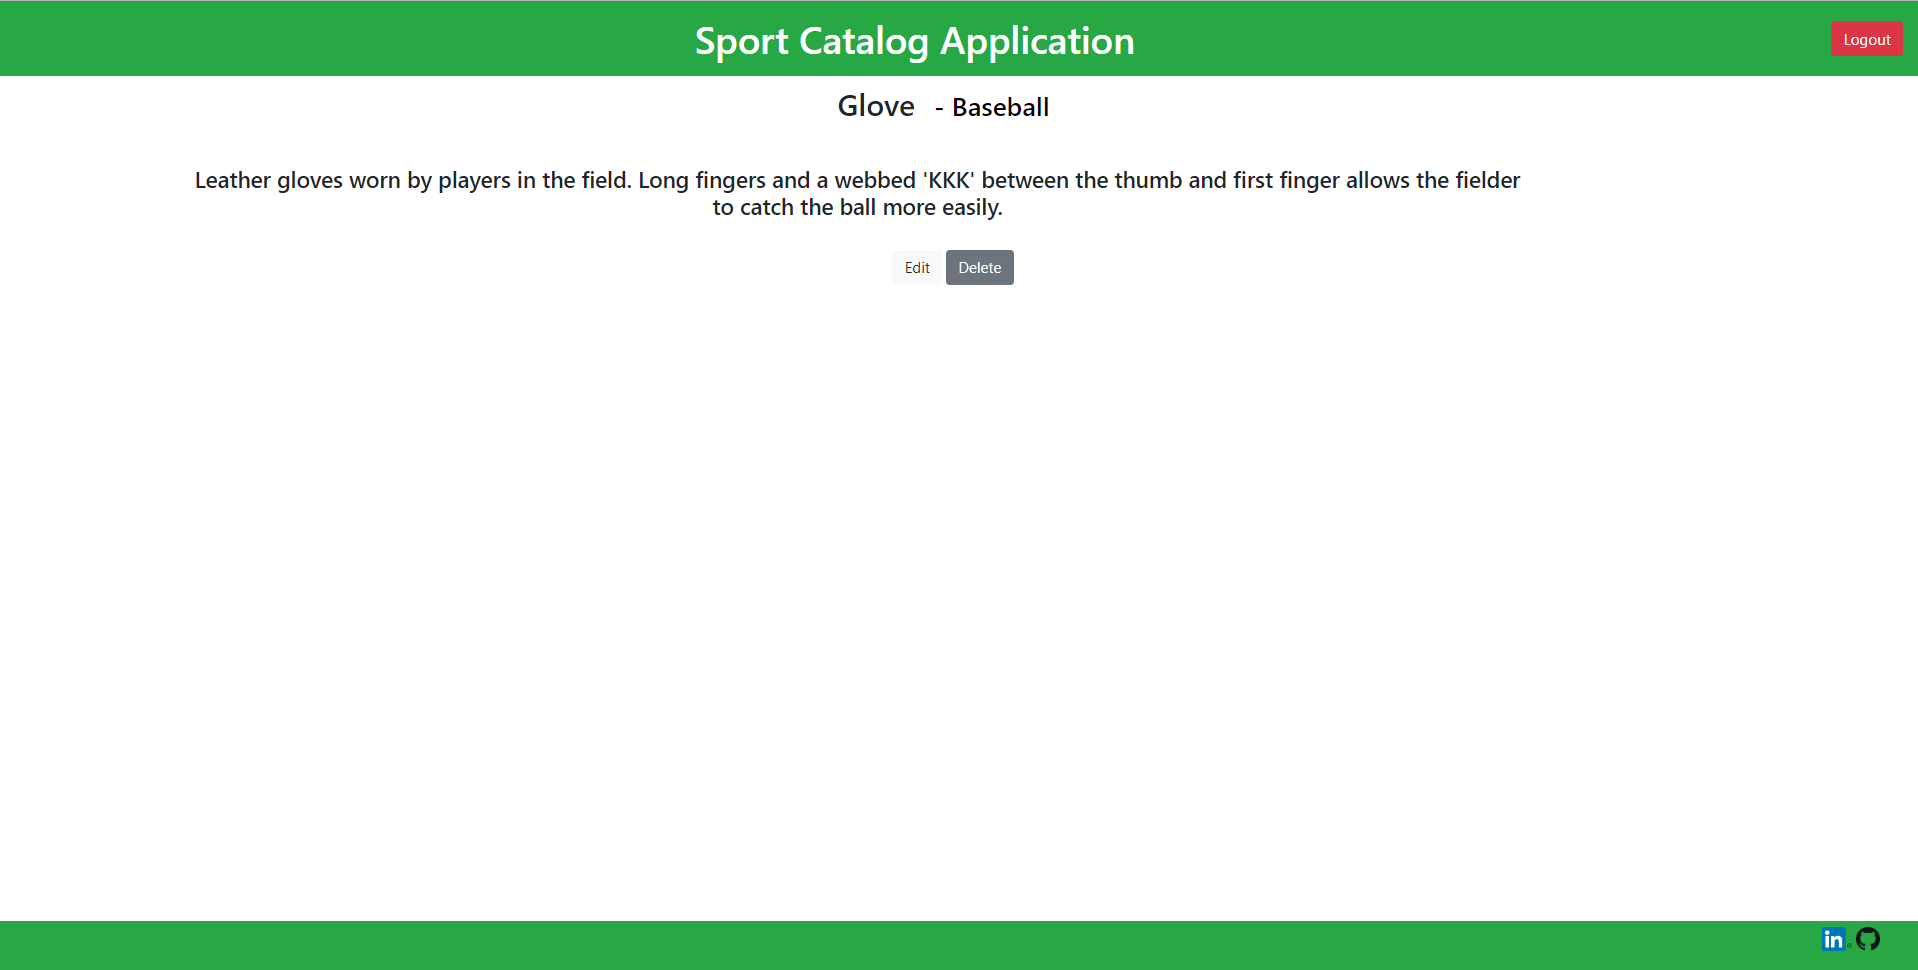 Sport Catalog Application
Logout
Glove - Baseball
Leather gloves worn by players in the field. Long fingers and a webbed 'KKK' between the thumb and first finger allows the fielder
to catch the ball more easily.
Edit
Delete
in